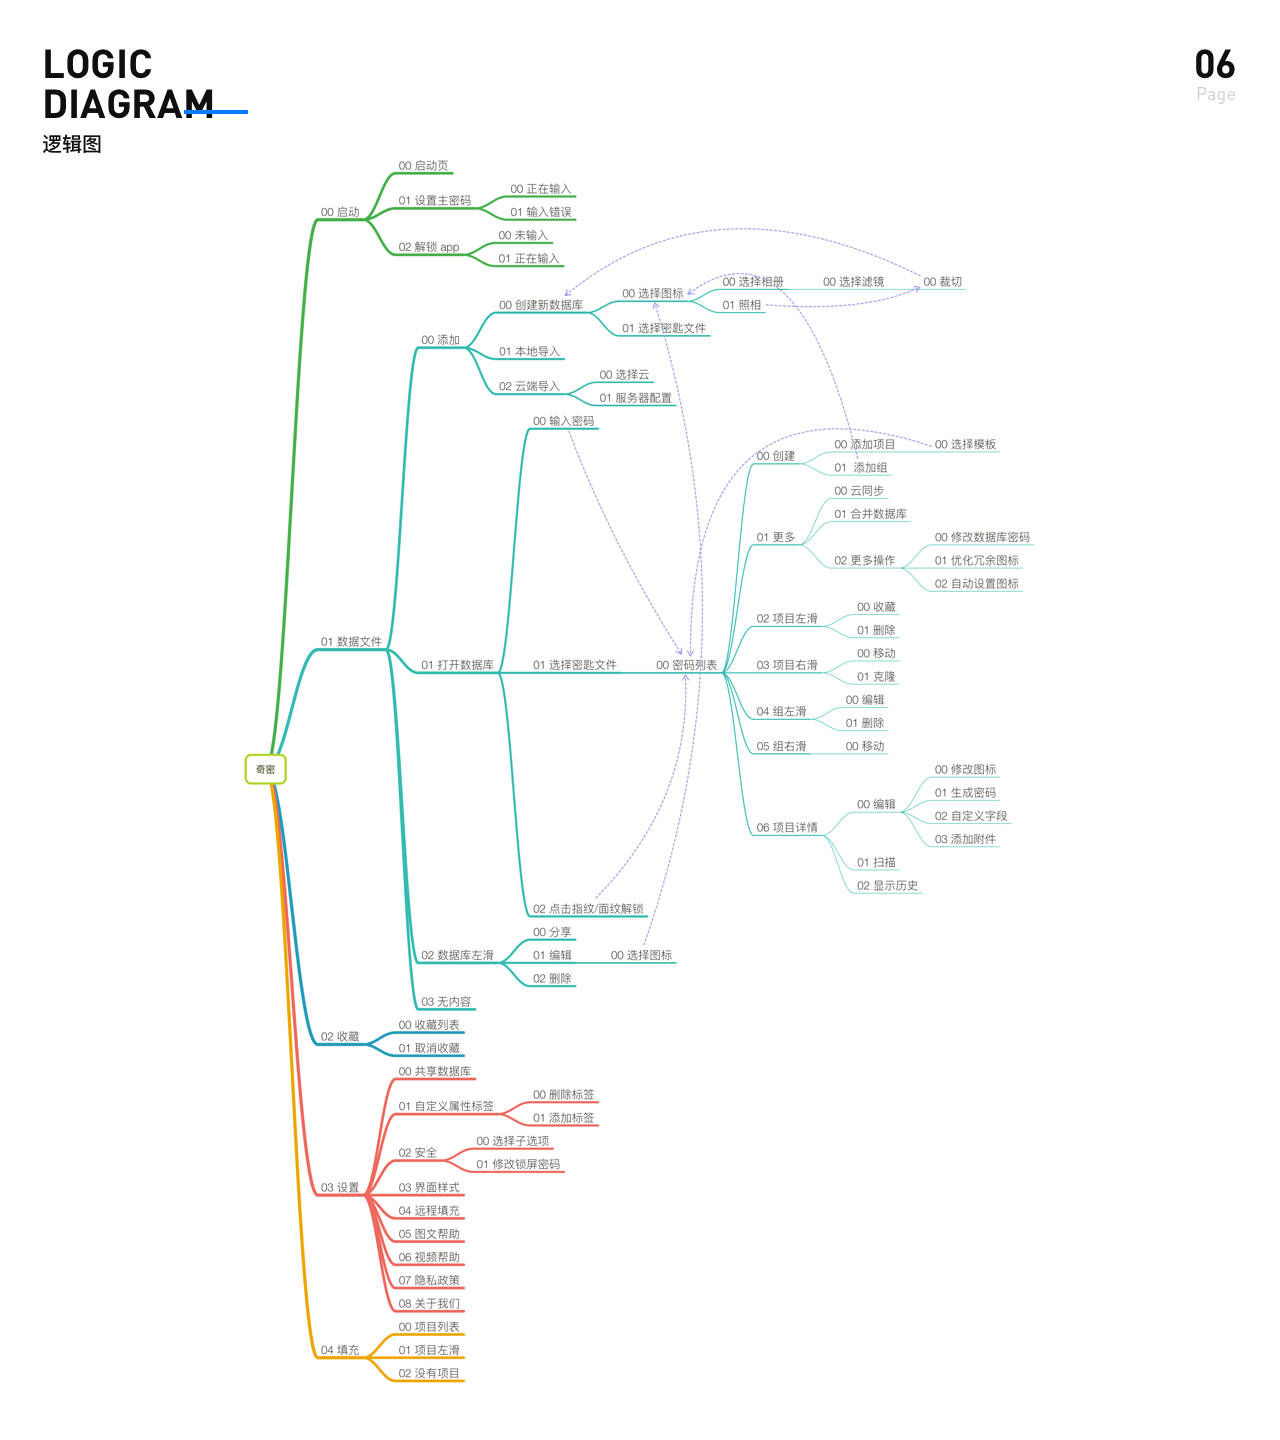 LOGIC
DIAGRAM
逻辑图
06
Page
奇密
00 启动
00 启动页
01 设置主密码
00 正在输入
01 输入错误
02 解锁 app
00 未输入
01 正在输入
01 数据文件
00 添加
00 创建新数据库
00 选择图标
00 选择相册
00 选择滤镜
00 裁切
01 照相
01 选择密匙文件
01 本地导入
02 云端导入
00 选择云
01 服务器配置
01 打开数据库
00 输入密码
01 选择密匙文件
00 密码列表
00 创建
00 添加项目
00 选择模板
01 添加组
01 更多
00 云同步
01 合并数据库
02 更多操作
00 修改数据库密码
01 优化冗余图标
02 自动设置图标
02 项目左滑
00 收藏
01 删除
03 项目右滑
00 移动
01 克隆
04 组左滑
00 编辑
01 删除
05 组右滑
00 移动
06 项目详情
00 编辑
00 修改图标
01 生成密码
02 自定义字段
03 添加附件
01 扫描
02 显示历史
02 点击指纹/面纹解锁
02 数据库左滑
00 分享
01 编辑
00 选择图标
02 删除
03 无内容
02 收藏
00 收藏列表
01 取消收藏
03 设置
00 共享数据库
01 自定义属性标签
00 删除标签
01 添加标签
02 安全
00 选择子选项
01 修改锁屏密码
03 界面样式
04 远程填充
05 图文帮助
06 视频帮助
07 隐私政策
08 关于我们
04 填充
00 项目列表
01 项目左滑
02 没有项目